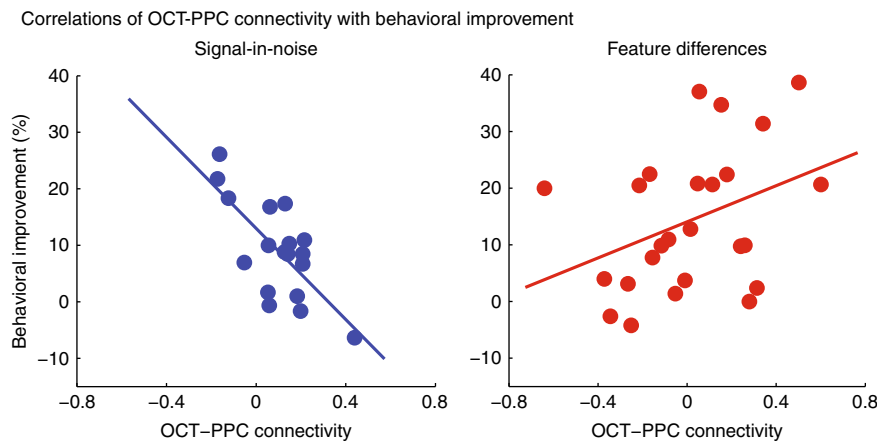 Correlations of OCT-PPC connectivity with behavioral improvement
Signal-in-noise
Feature differences
Behavioral improvement (%)
40
30
20
10
0
−10
−0.8 −0.4 0 0.4 0.8
OCT–PPC connectivity
40
30
20
10
0
−10
−0.8 −0.4 0 0.4 0.8
OCT–PPC connectivity